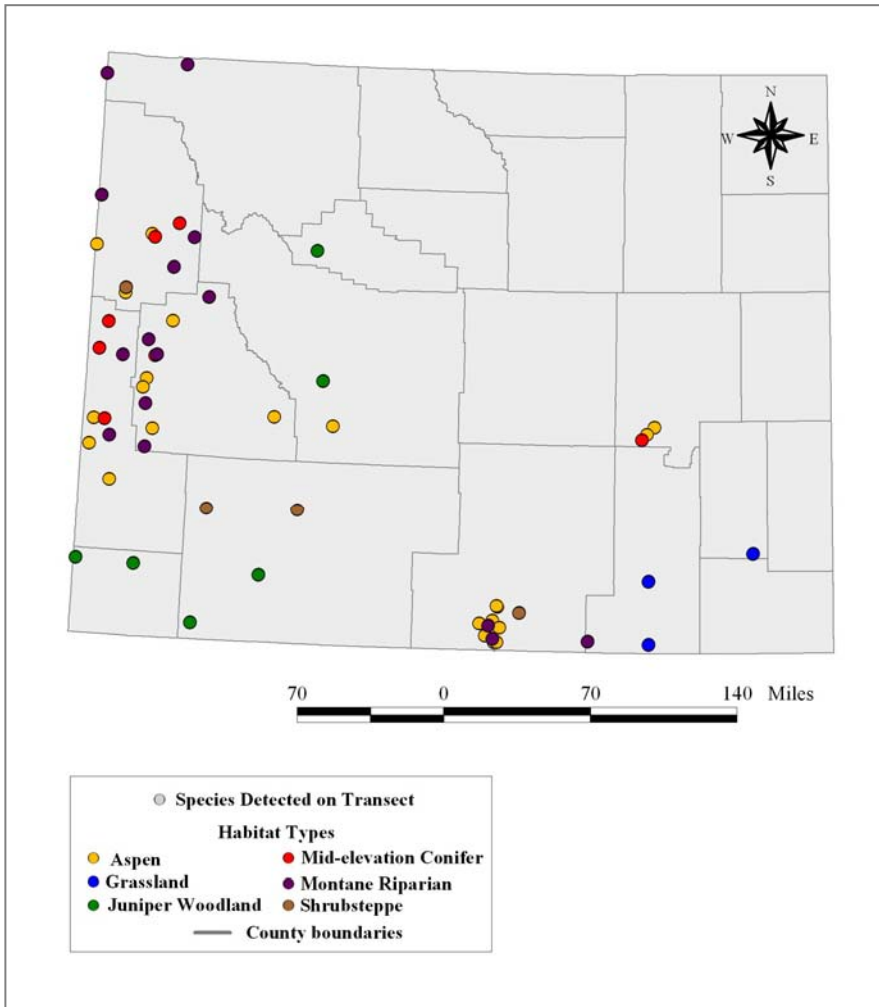 N
W E
S
70 0 70 140 Miles
Species Detected on Transect
Habitat Types
Aspen Mid-elevation Conifer
Grassland Montane Riparian
Juniper Woodland Shrubsteppe
County boundaries